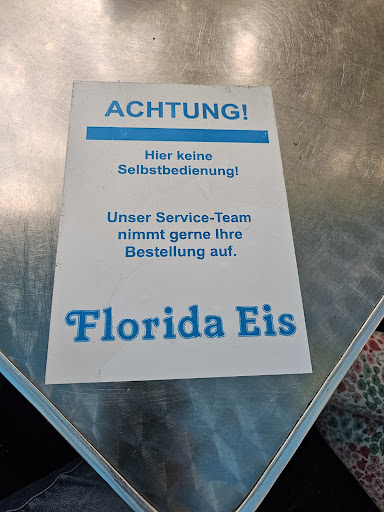 ACHTUNG!
Hier keine
Selbstbedienung!
Unser Service-Team
nimmt gerne Ihre
Bestellung auf.
Florida Eis